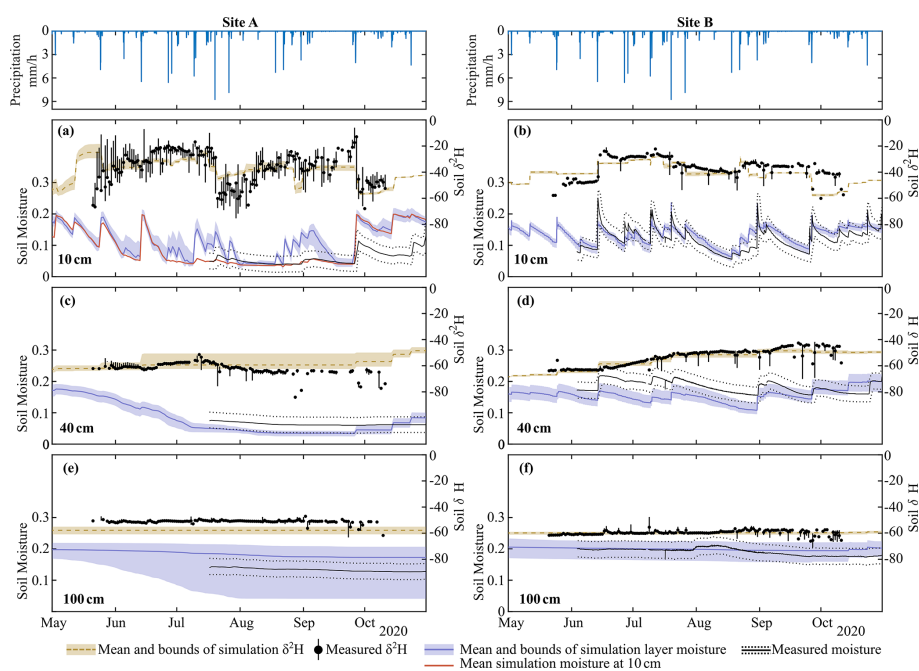 Site A
Site B
Precipitation
mm/h
0
3
6
9
Precipitation
mm/h
0
3
6
9
(a)
10 cm
Soil Moisture
0.3
0.2
0.1
0
0
-20
-40
-60
-80
Soil δ²H
(b)
10 cm
Soil Moisture
0.3
0.2
0.1
0
0
-20
-40
-60
-80
Soil δ²H
(c)
40 cm
Soil Moisture
0.3
0.2
0.1
0
0
-20
-40
-60
-80
Soil δ²H
(d)
40 cm
Soil Moisture
0.3
0.2
0.1
0
0
-20
-40
-60
-80
Soil δ²H
(e)
100 cm
Soil Moisture
0.3
0.2
0.1
0
-20
-40
-60
-80
Soil δ H
(f)
100 cm
Soil Moisture
0.3
0.2
0.1
0
-20
-40
-60
-80
Soil δ H
May Jun Jul Aug Sep Oct
2020
May Jun Jul Aug Sep Oct
2020
Mean and bounds of simulation δ²H
Measured δ²H
Mean and bounds of simulation layer moisture
Measured moisture
Mean simulation moisture at 10 cm